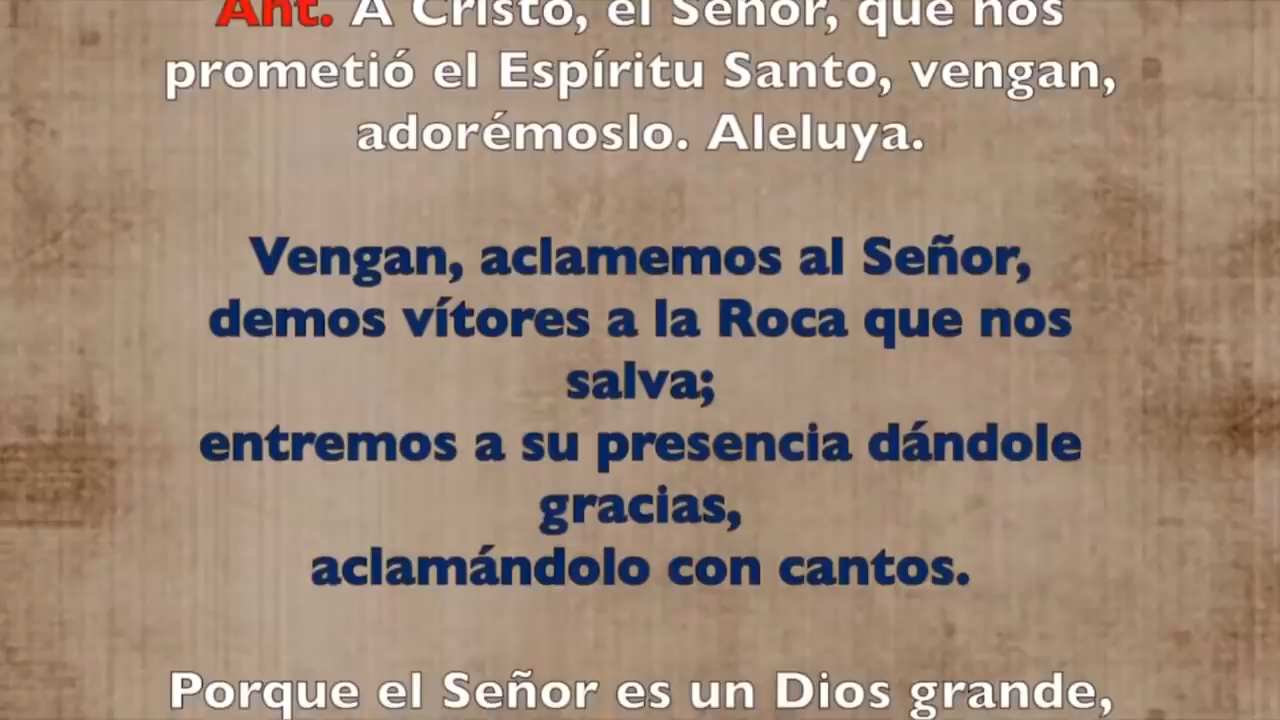 Ant. A Cristo, el Señor, que nos
prometió el Espíritu Santo, vengan,
adorémoslo. Aleluya.
Vengan, aclamemos al Señor,
demos vítores a la Roca que nos
salva;
entremos a su presencia dándole
gracias,
aclamándolo con cantos.
Porque el Señor es un Dios grande,